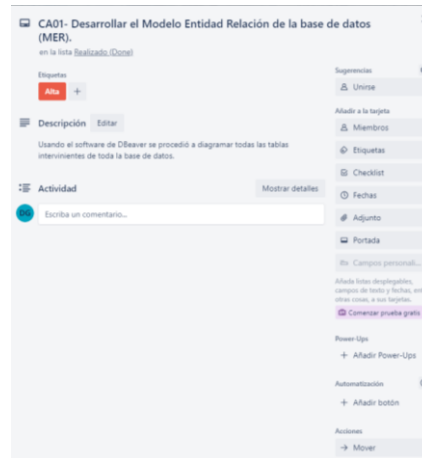 CA01- Desarrollar el Modelo Entidad Relación de la base de datos
(MER).
en la lista Realizado (Done)
Etiquetas
Alta +
Descripción Editar
Usando el software de DBeaver se procedió a diagramar todas las tablas
intervinientes de toda la base de datos.
Actividad Mostrar detalles
DG Escriba un comentario...
Sugerencias
Unirse
Añadir a la tarjeta
Miembros
Etiquetas
Checklist
Fechas
Adjunto
Portada
Campos personali...
Añada listas desplegables,
campos de texto y fechas, en
otras cosas, a sus tarjetas.
Comenzar prueba gratis
Power-Ups
+ Añadir Power-Ups
Automatización
+ Añadir botón
Acciones
→ Mover